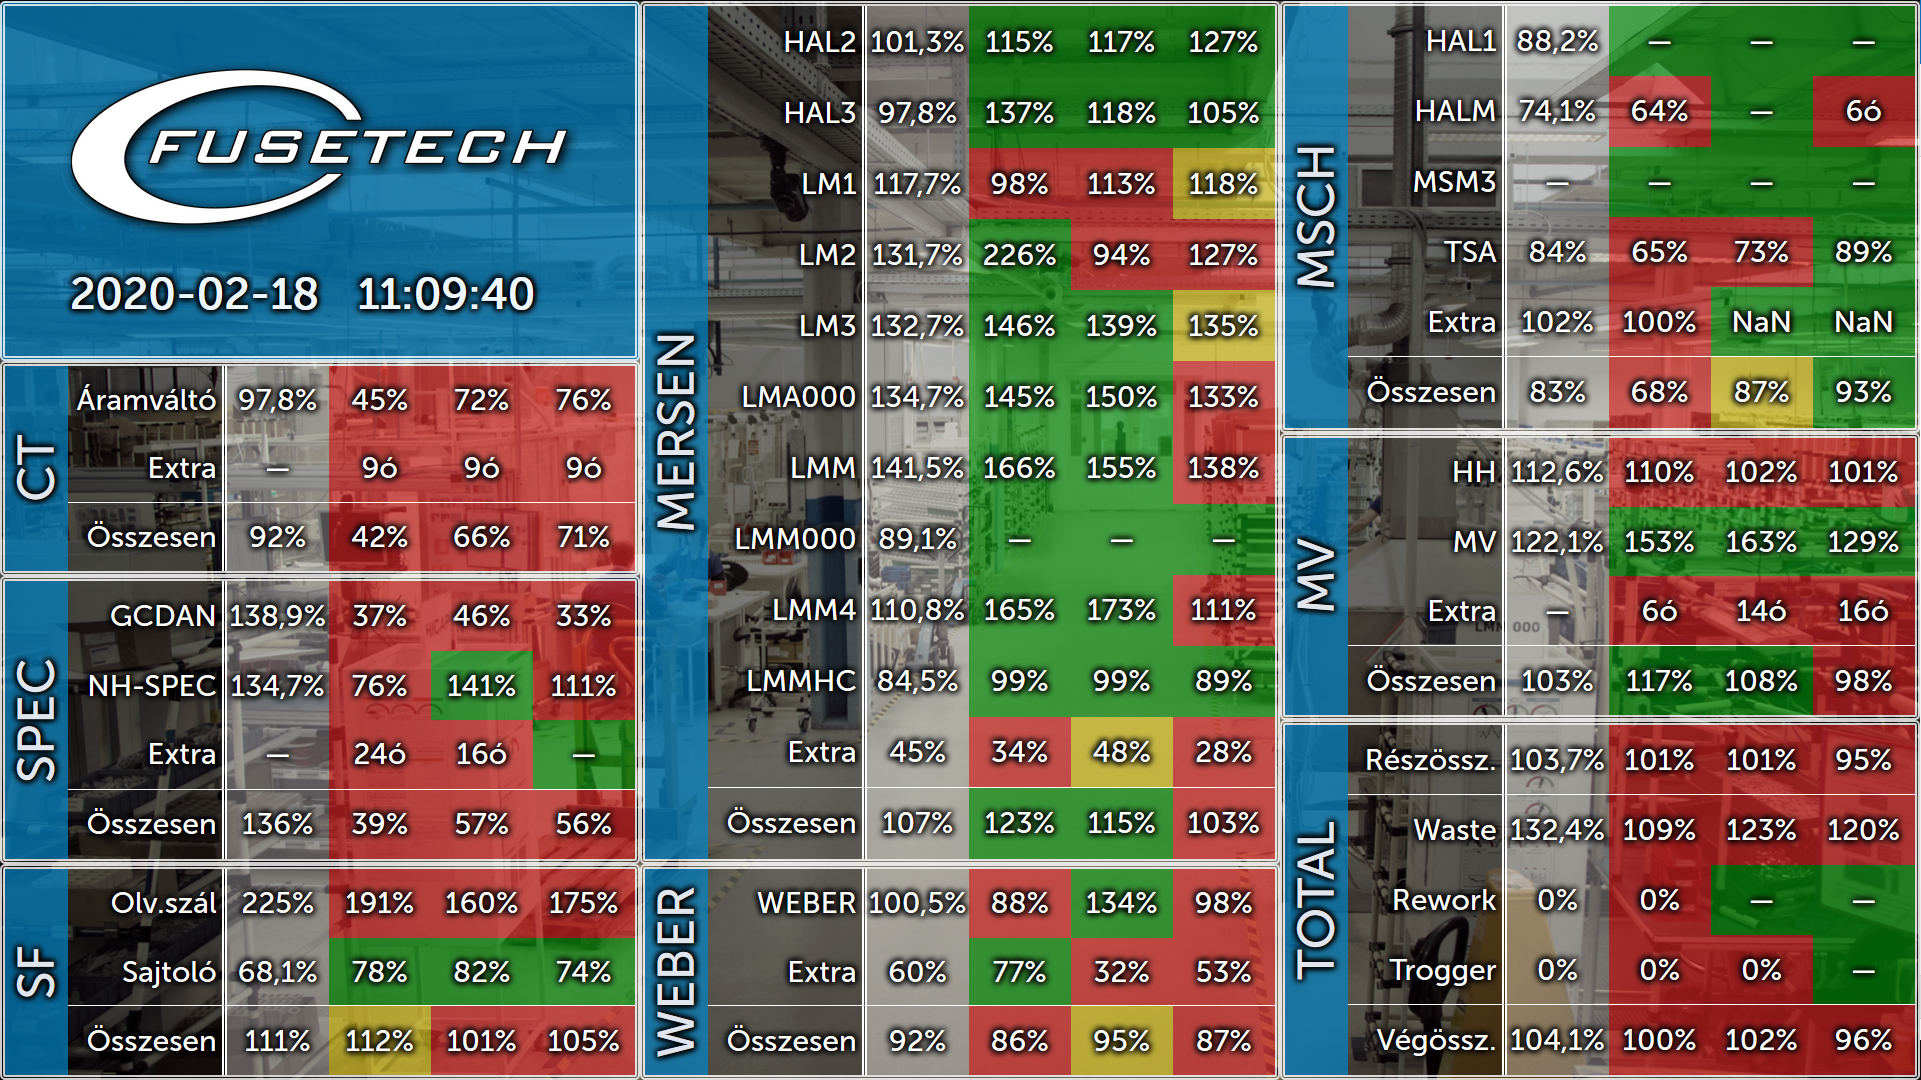 FUSETECH
2020-02-18 11:09:40
CT
Áramváltó 97,8% 45% 72% 76%
Extra — 9ó 9ó 9ó
Összesen 92% 42% 66% 71%
SPEC
GCDAN 138,9% 37% 46% 33%
NH-SPEC 134,7% 76% 141% 111%
Extra — 24ó 16ó —
Összesen 136% 39% 57% 56%
SF
Olv.szál 225% 191% 160% 175%
Sajtoló 68,1% 78% 82% 74%
Összesen 111% 112% 101% 105%
MERSEN
HAL2 101,3% 115% 117% 127%
HAL3 97,8% 137% 118% 105%
LM1 117,7% 98% 113% 118%
LM2 131,7% 226% 94% 127%
LM3 132,7% 146% 139% 135%
LMA000 134,7% 145% 150% 133%
LMM 141,5% 166% 155% 138%
LMM000 89,1% — — —
LMM4 110,8% 165% 173% 111%
LMMHC 84,5% 99% 99% 89%
Extra 45% 34% 48% 28%
Összesen 107% 123% 115% 103%
WEBER
WEBER 100,5% 88% 134% 98%
Extra 60% 77% 32% 53%
Összesen 92% 86% 95% 87%
MSCH
HAL1 88,2% — — —
HALM 74,1% 64% — 6ó
MSM3 — — — —
TSA 84% 65% 73% 89%
Extra 102% 100% NaN NaN
Összesen 83% 68% 87% 93%
MV
HH 112,6% 110% 102% 101%
MV 122,1% 153% 163% 129%
Extra — 6ó 14ó 16ó
LMM 000
Összesen 103% 117% 108% 98%
TOTAL
Részössz. 103,7% 101% 101% 95%
Waste 132,4% 109% 123% 120%
Rework 0% 0% — —
Trogger 0% 0% 0% —
Végössz. 104,1% 100% 102% 96%